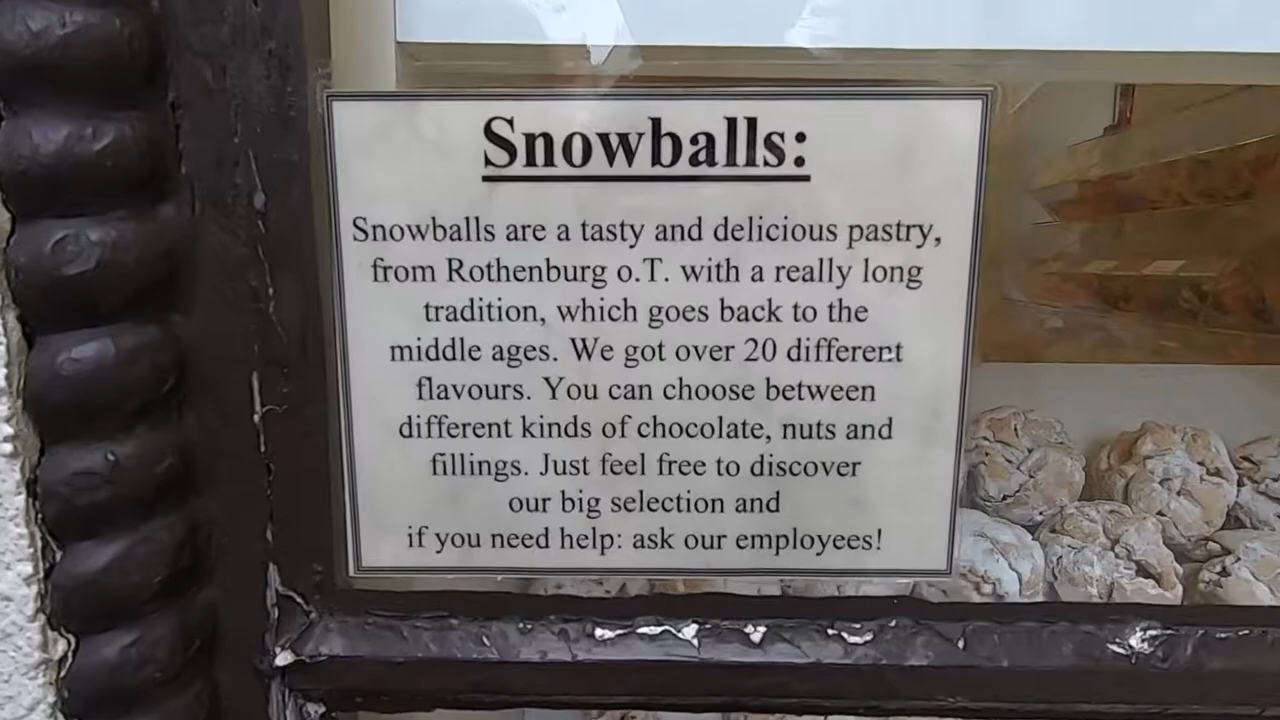 Snowballs:
Snowballs are a tasty and delicious pastry,
from Rothenburg o.T. with a really long
tradition, which goes back to the
middle ages. We got over 20 different
flavours. You can choose between
different kinds of chocolate, nuts and
fillings. Just feel free to discover
our big selection and
if you need help: ask our employees!